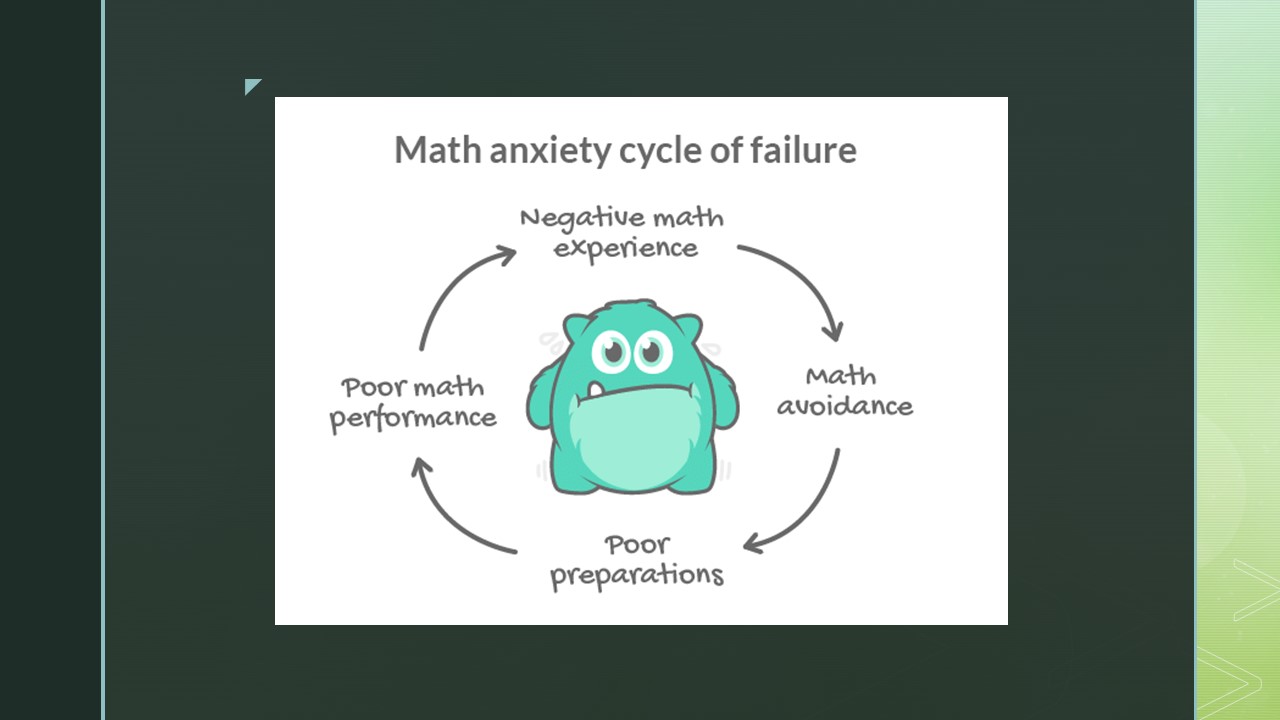 Math anxiety cycle of failure
Negative math
experience
Math
avoidance
Poor
preparations
Poor math
performance